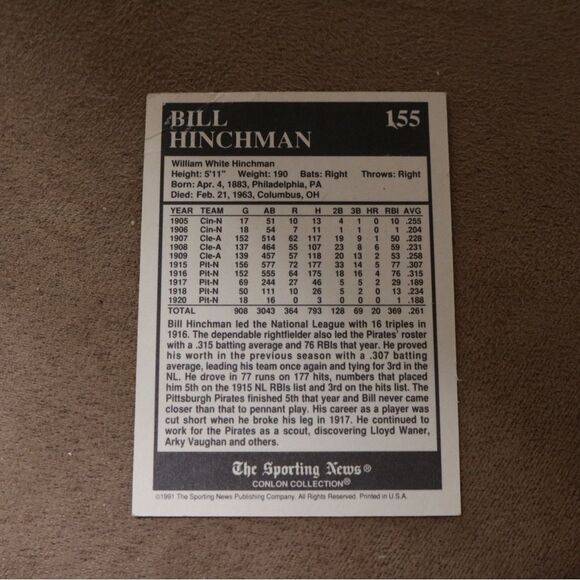 BILL 155
HINCHMAN
William White Hinchman
Height: 5'11" Weight: 190 Bats: Right Throws: Right
Born: Apr. 4, 1883, Philadelphia, PA
Died: Feb. 21, 1963, Columbus, OH
YEAR TEAM G AB R H 2B 3B HR RBI AVG
1905 Cin-N 17 51 10 13 4 1 0 10 .255
1906 Cin-N 18 54 7 11 1 1 0 1 .204
1907 Cle-A 152 514 62 117 19 9 1 50 .228
1908 Cle-A 137 464 55 107 23 8 6 59 .231
1909 Cle-A 139 457 57 118 20 13 2 53 .258
1915 Pit-N 156 577 72 177 33 14 5 77 .307
1916 Pit-N 152 555 64 175 18 16 4 76 .315
1917 Pit-N 69 244 27 46 5 5 2 29 .189
1918 Pit-N 50 111 10 26 5 2 0 13 .234
1920 Pit-N 18 16 0 3 0 0 0 1 .188
TOTAL 908 3043 364 793 128 69 20 369 .261
Bill Hinchman led the National League with 16 triples in
1916. The dependable rightfielder also led the Pirates' roster
with a .315 batting average and 76 RBIs that year. He proved
his worth in the previous season with a .307 batting
average, leading his team once again and tying for 3rd in the
NL. He drove in 77 runs on 177 hits, numbers that placed
him 5th on the 1915 NL RBIs list and 3rd on the hits list. The
Pittsburgh Pirates finished 5th that year and Bill never came
closer than that to pennant play. His career as a player was
cut short when he broke his leg in 1917. He continued to
work for the Pirates as a scout, discovering Lloyd Waner,
Arky Vaughan and others.
The Sporting News®
CONLON COLLECTION®
©1991 The Sporting News Publishing Company. All Rights Reserved. Printed in U.S.A.